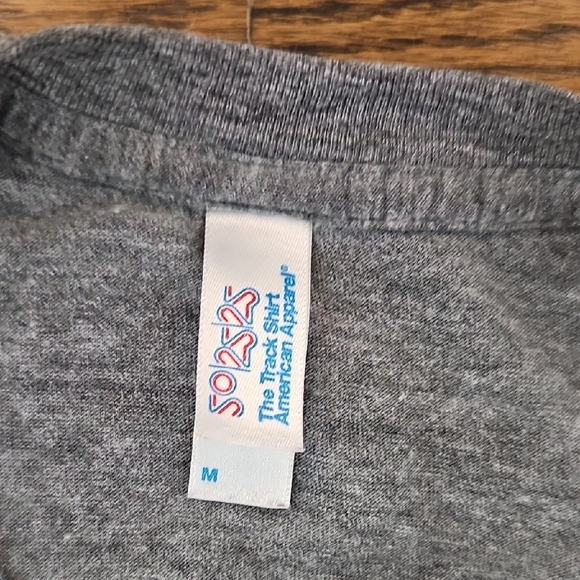 50/25/25
The Track Shirt
American Apparel®
M